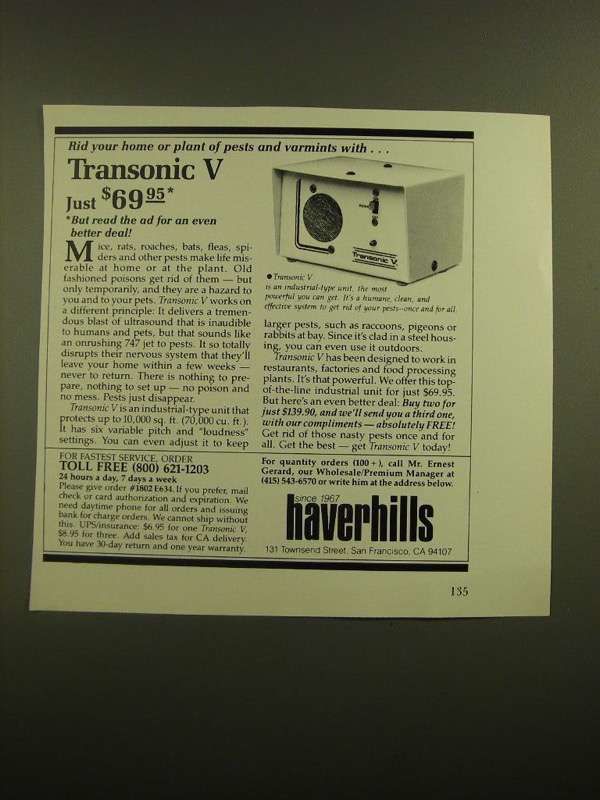 Rid your home or plant of pests and varmints with . . .
Transonic V
Just $69 95*
*But read the ad for an even
better deal!
Mice, rats, roaches, bats, fleas, spi-
ders and other pests make life mis-
erable at home or at the plant. Old
fashioned poisons get rid of them — but
only temporarily, and they are a hazard to
you and to your pets. Transonic V works on
a different principle: It delivers a tremen-
dous blast of ultrasound that is inaudible
to humans and pets, but that sounds like
an onrushing 747 jet to pests. It so totally
disrupts their nervous system that they'll
leave your home within a few weeks —
never to return. There is nothing to pre-
pare, nothing to set up — no poison and
no mess. Pests just disappear.
Transonic V is an industrial-type unit that
protects up to 10,000 sq. ft. (70,000 cu. ft.).
It has six variable pitch and "loudness"
settings. You can even adjust it to keep
Transonic V
● Transonic V
is an industrial-type unit, the most
powerful you can get. It's a humane, clean, and
effective system to get rid of your pests--once and for all.
larger pests, such as raccoons, pigeons or
rabbits at bay. Since it's clad in a steel hous-
ing, you can even use it outdoors.
Transonic V has been designed to work in
restaurants, factories and food processing
plants. It's that powerful. We offer this top-
of-the-line industrial unit for just $69.95.
But here's an even better deal: Buy two for
just $139.90, and we'll send you a third one,
with our compliments — absolutely FREE!
Get rid of those nasty pests once and for
all. Get the best — get Transonic V today!
FOR FASTEST SERVICE, ORDER
TOLL FREE (800) 621-1203
24 hours a day, 7 days a week
Please give order #1802E634. If you prefer, mail
check or card authorization and expiration. We
need daytime phone for all orders and issuing
bank for charge orders. We cannot ship without
this. UPS/insurance: $6.95 for one Transonic V,
$8.95 for three. Add sales tax for CA delivery.
You have 30-day return and one year warranty.
For quantity orders (100+), call Mr. Ernest
Gerard, our Wholesale/Premium Manager at
(415) 543-6570 or write him at the address below.
since 1967
haverhills
131 Townsend Street, San Francisco, CA 94107
135